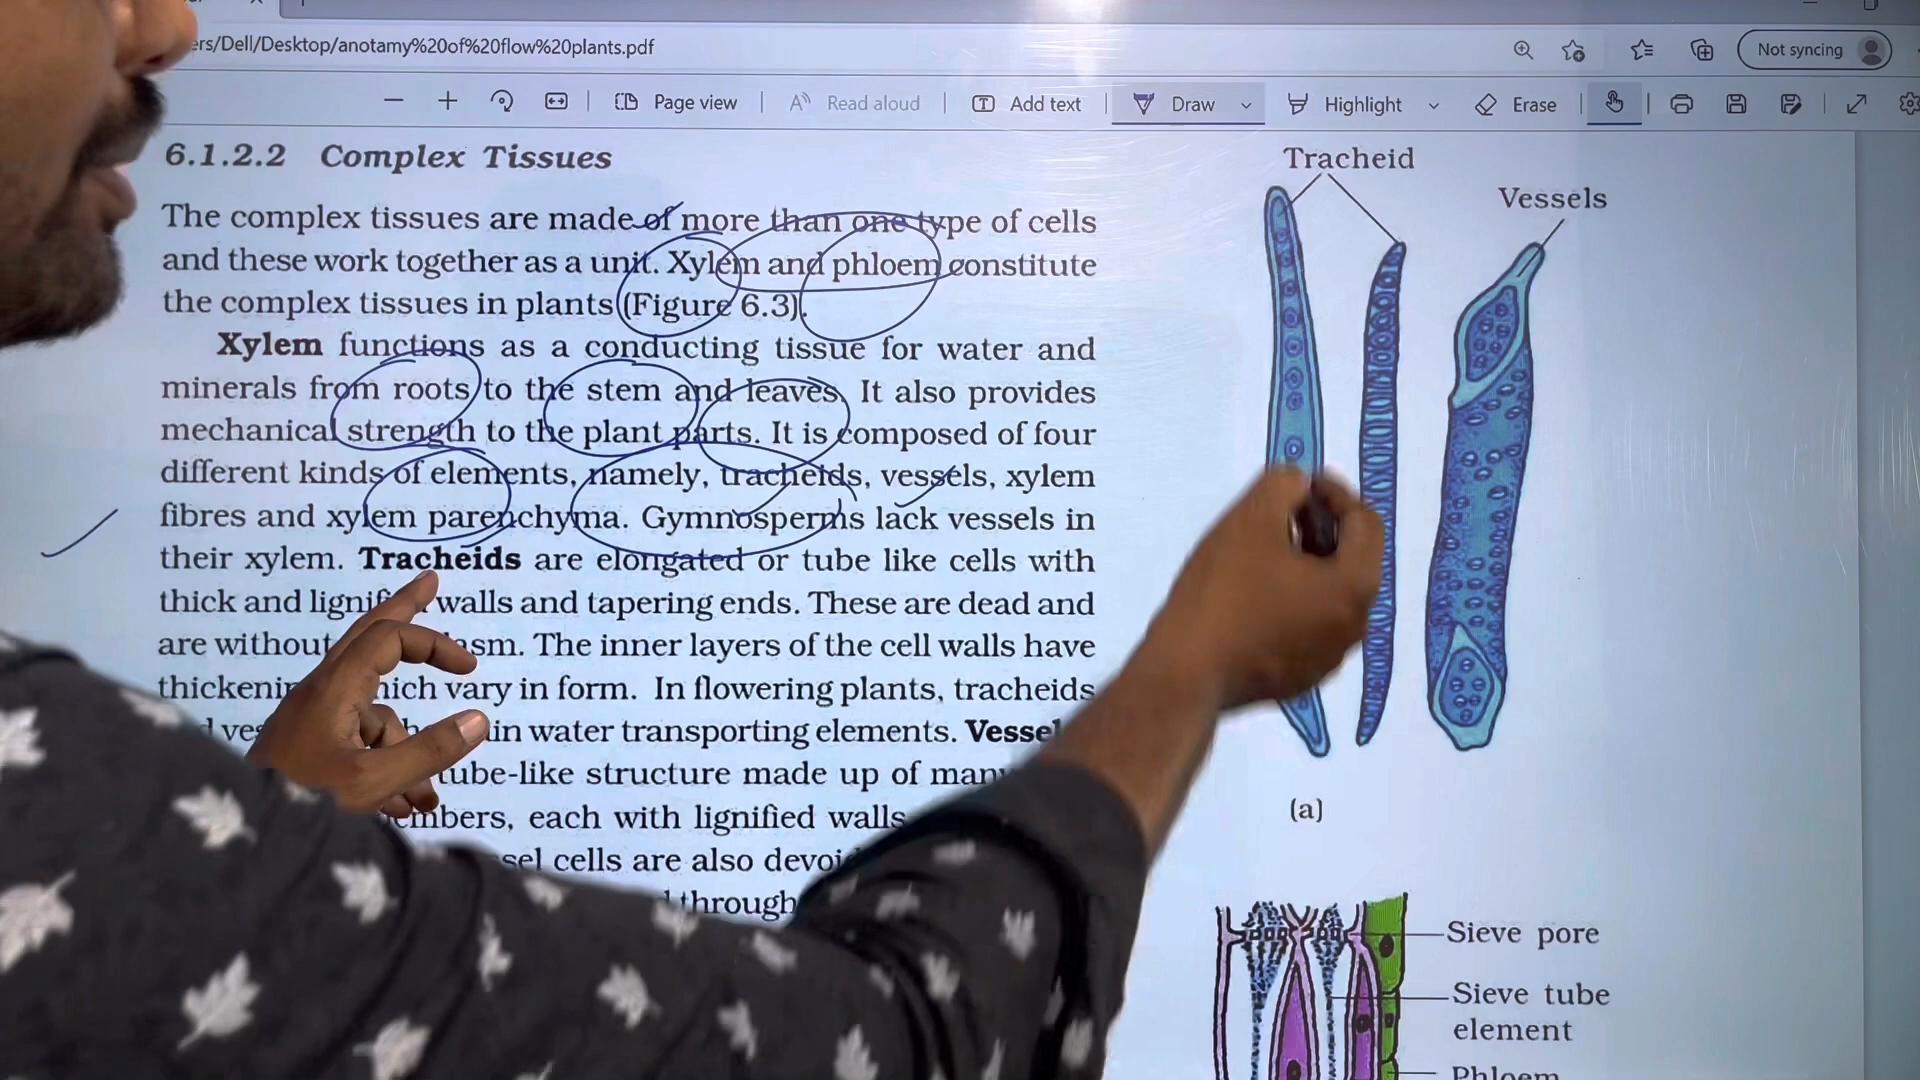 ers/Dell/Desktop/anotamy%20of%20flow%20plants.pdf
Not syncing
Page view
Read aloud
Add text
Draw
Highlight
Erase
6.1.2.2 Complex Tissues
The complex tissues are made of more than one type of cells
and these work together as a unit. Xylem and phloem constitute
the complex tissues in plants (Figure 6.3).
Xylem functions as a conducting tissue for water and
minerals from roots to the stem and leaves. It also provides
mechanical strength to the plant parts. It is composed of four
different kinds of elements, namely, tracheids, vessels, xylem
fibres and xylem parenchyma. Gymnosperms lack vessels in
their xylem. Tracheids are elongated or tube like cells with
thick and lignif walls and tapering ends. These are dead and
are without asm. The inner layers of the cell walls have
thickenin hich vary in form. In flowering plants, tracheids
d ves in water transporting elements. Vessel
tube-like structure made up of many
embers, each with lignified walls
sel cells are also devoi
through
Tracheid
Vessels
(a)
Sieve pore
Sieve tube
element
Phloem